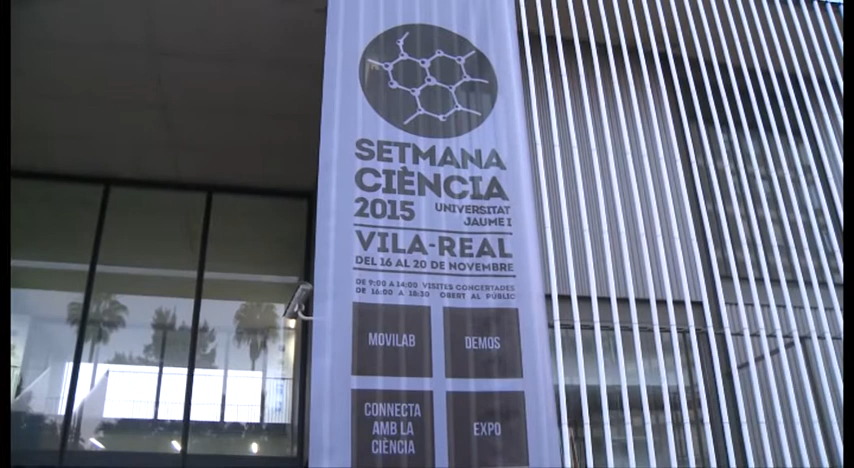 SETMANA
CIÈNCIA
2015 UNIVERSITAT
JAUME I
VILA-REAL
DEL 16 AL 20 DE NOVEMBRE
DE 9:00 A 14:00 VISITES CONCERTADES
DE 16:00 A 18:30 OBERT AL PÚBLIC
MOVILAB
DEMOS
CONNECTA
AMB LA
CIÈNCIA
EXPO